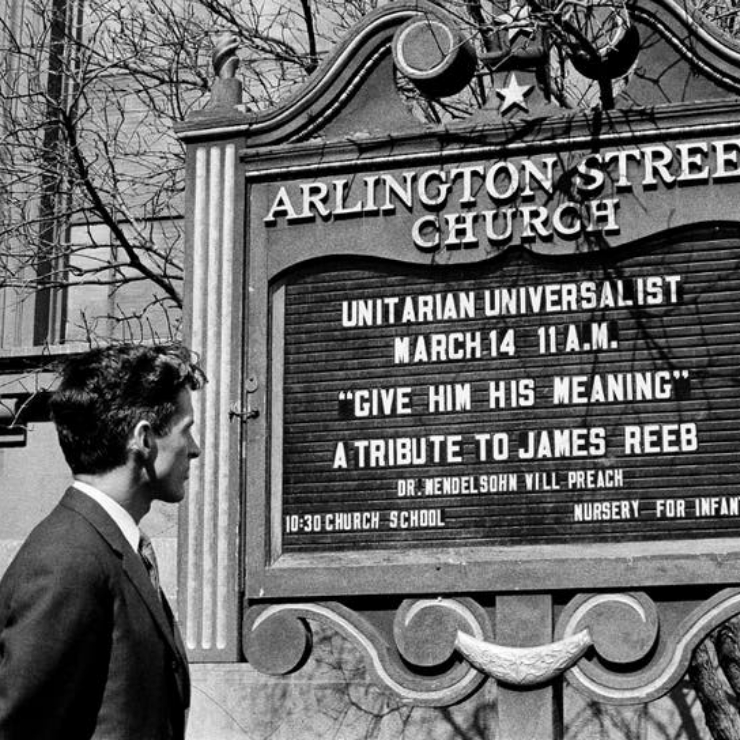 ARLINGTON STREE
CHURCH
UNITARIAN UNIVERSALIST
MARCH 14 11 A.M.
"GIVE HIM HIS MEANING"
A TRIBUTE TO JAMES REEB
DR. MENDELSOHN WILL PREACH
10:30 CHURCH SCHOOL NURSERY FOR INFAN